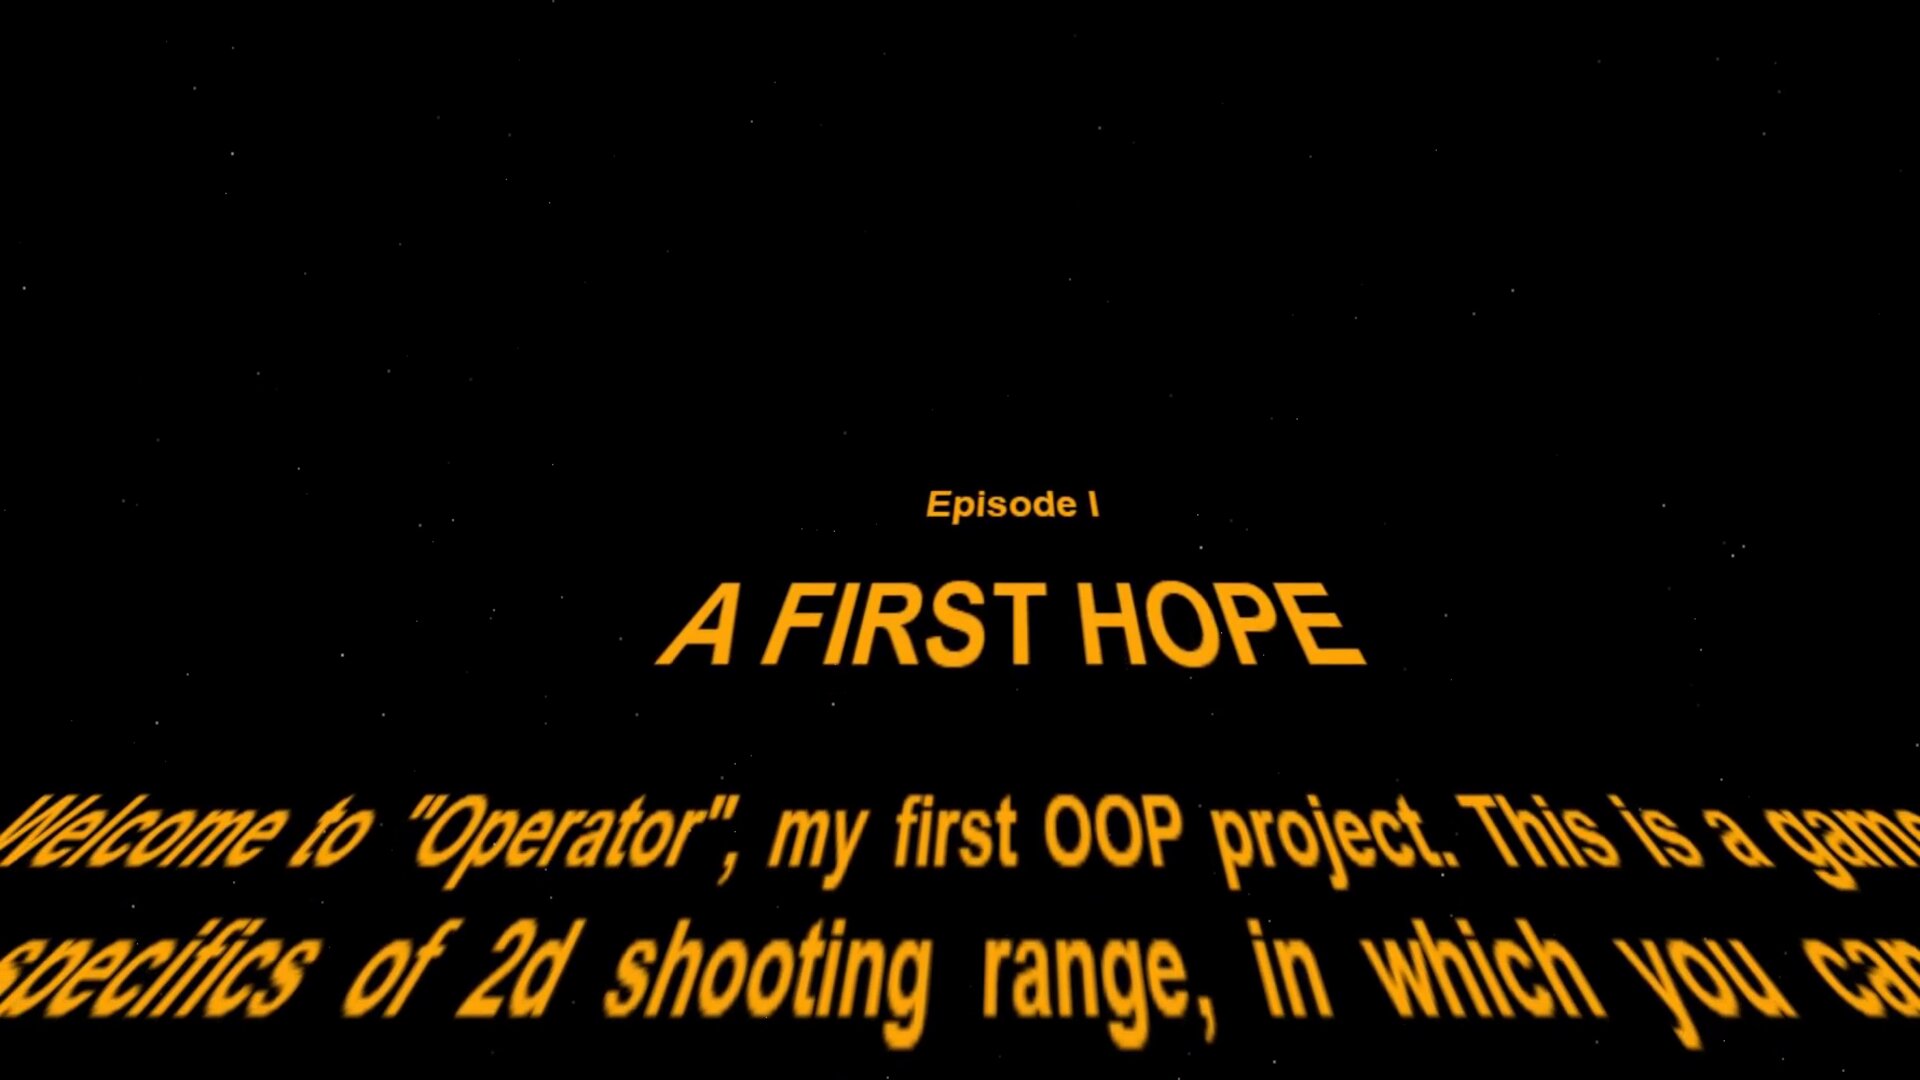 Episode I
A FIRST HOPE
Welcome to "Operator", my first OOP project. This is a game
specifics of 2d shooting range, in which you can